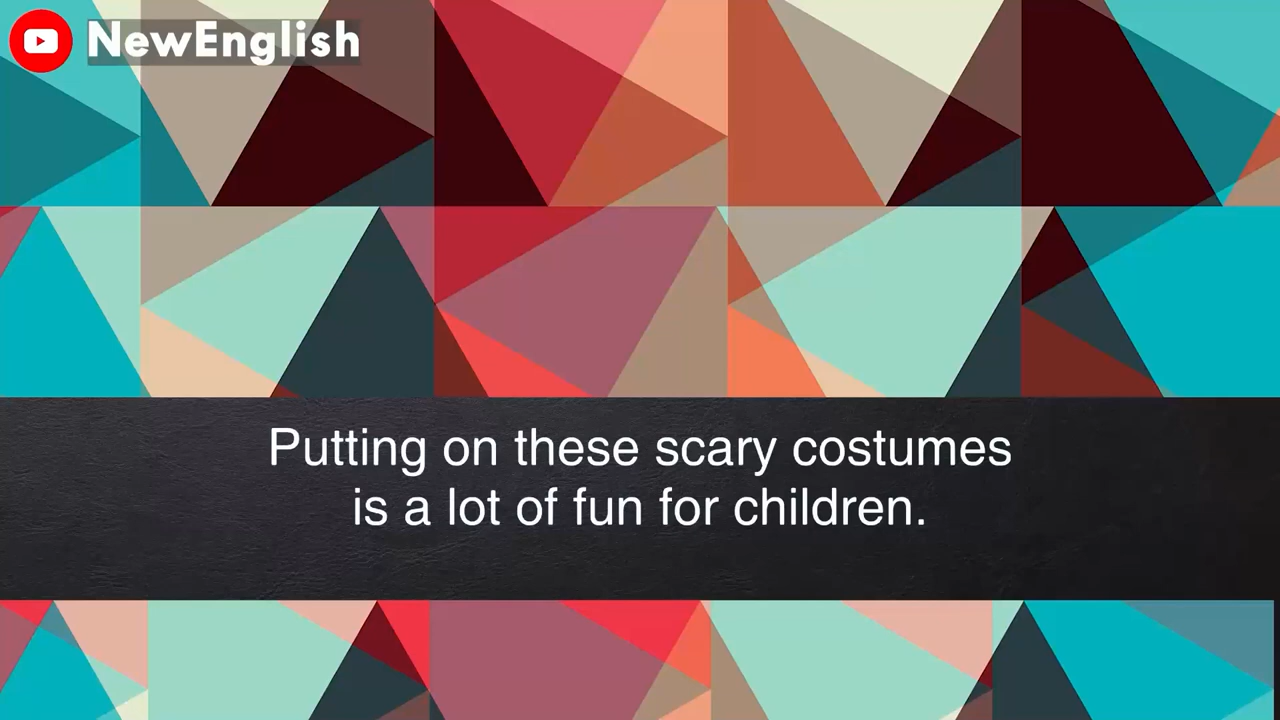 NewEnglish
Putting on these scary costumes
is a lot of fun for children.